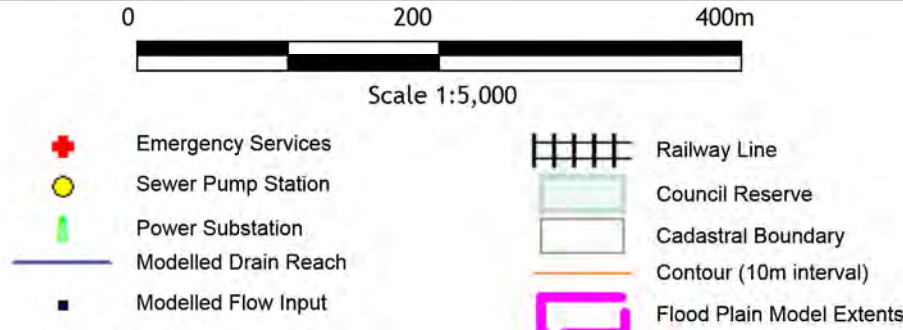 0 200 400m
Scale 1:5,000
Emergency Services
Sewer Pump Station
Power Substation
Modelled Drain Reach
Modelled Flow Input
Railway Line
Council Reserve
Cadastral Boundary
Contour (10m interval)
Flood Plain Model Extents